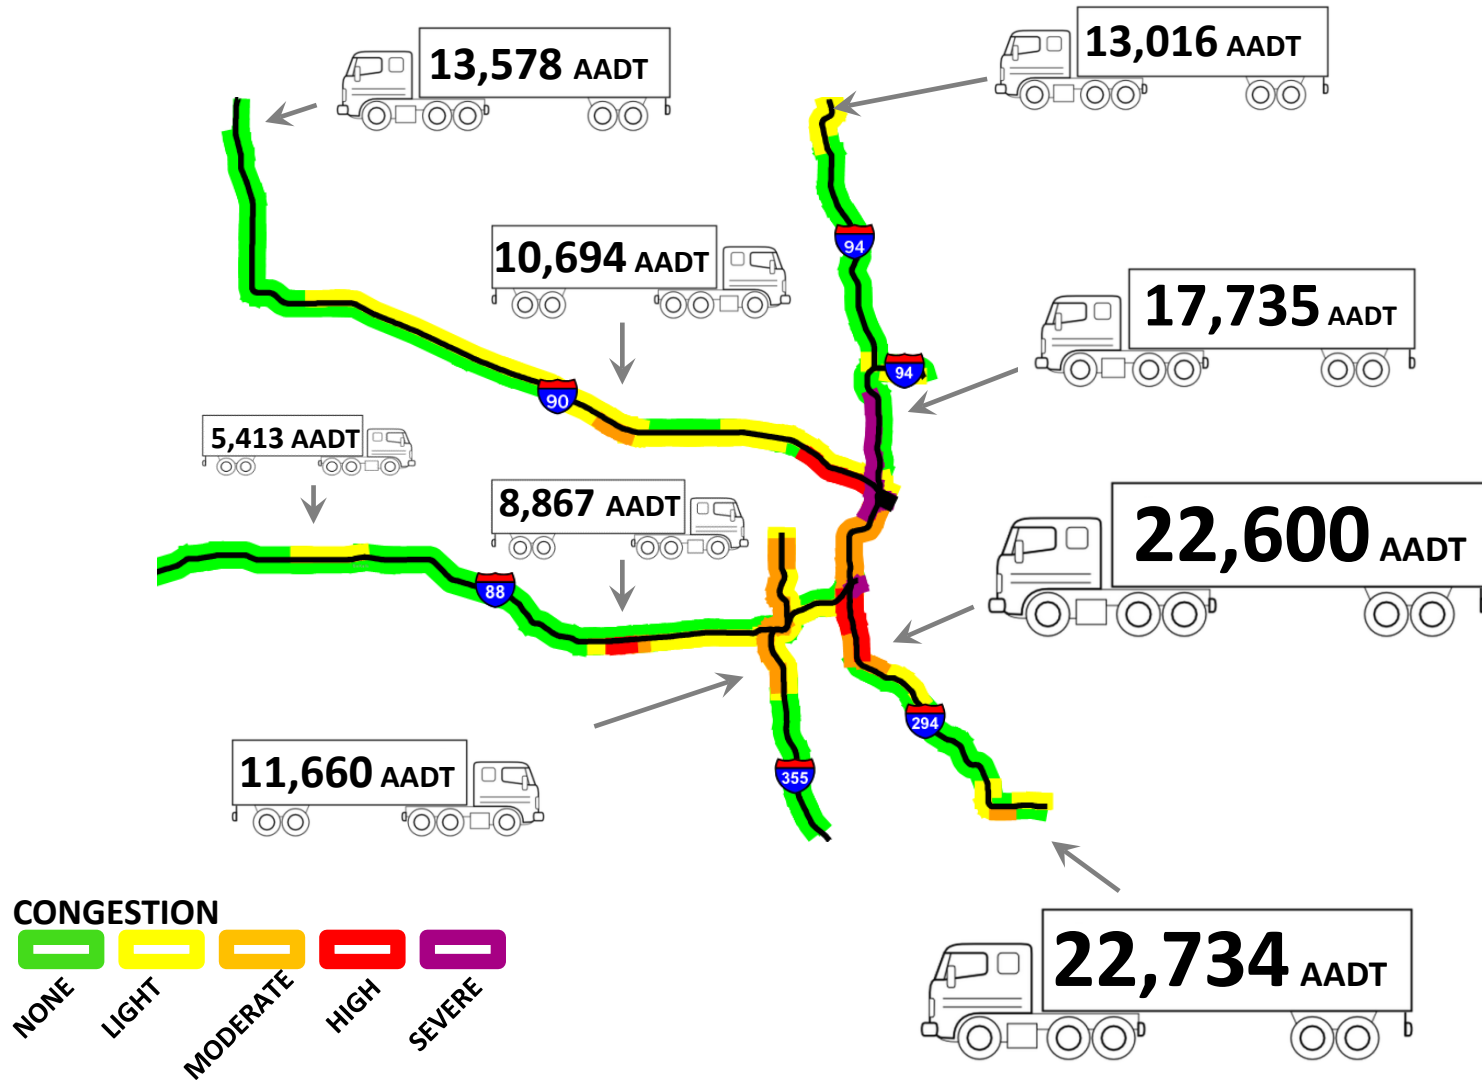 13,578 AADT
13,016 AADT
94
10,694 AADT
17,735 AADT
94
90
5,413 AADT
8,867 AADT
22,600 AADT
88
294
11,660 AADT
355
CONGESTION
NONE
LIGHT
MODERATE
HIGH
SEVERE
22,734 AADT